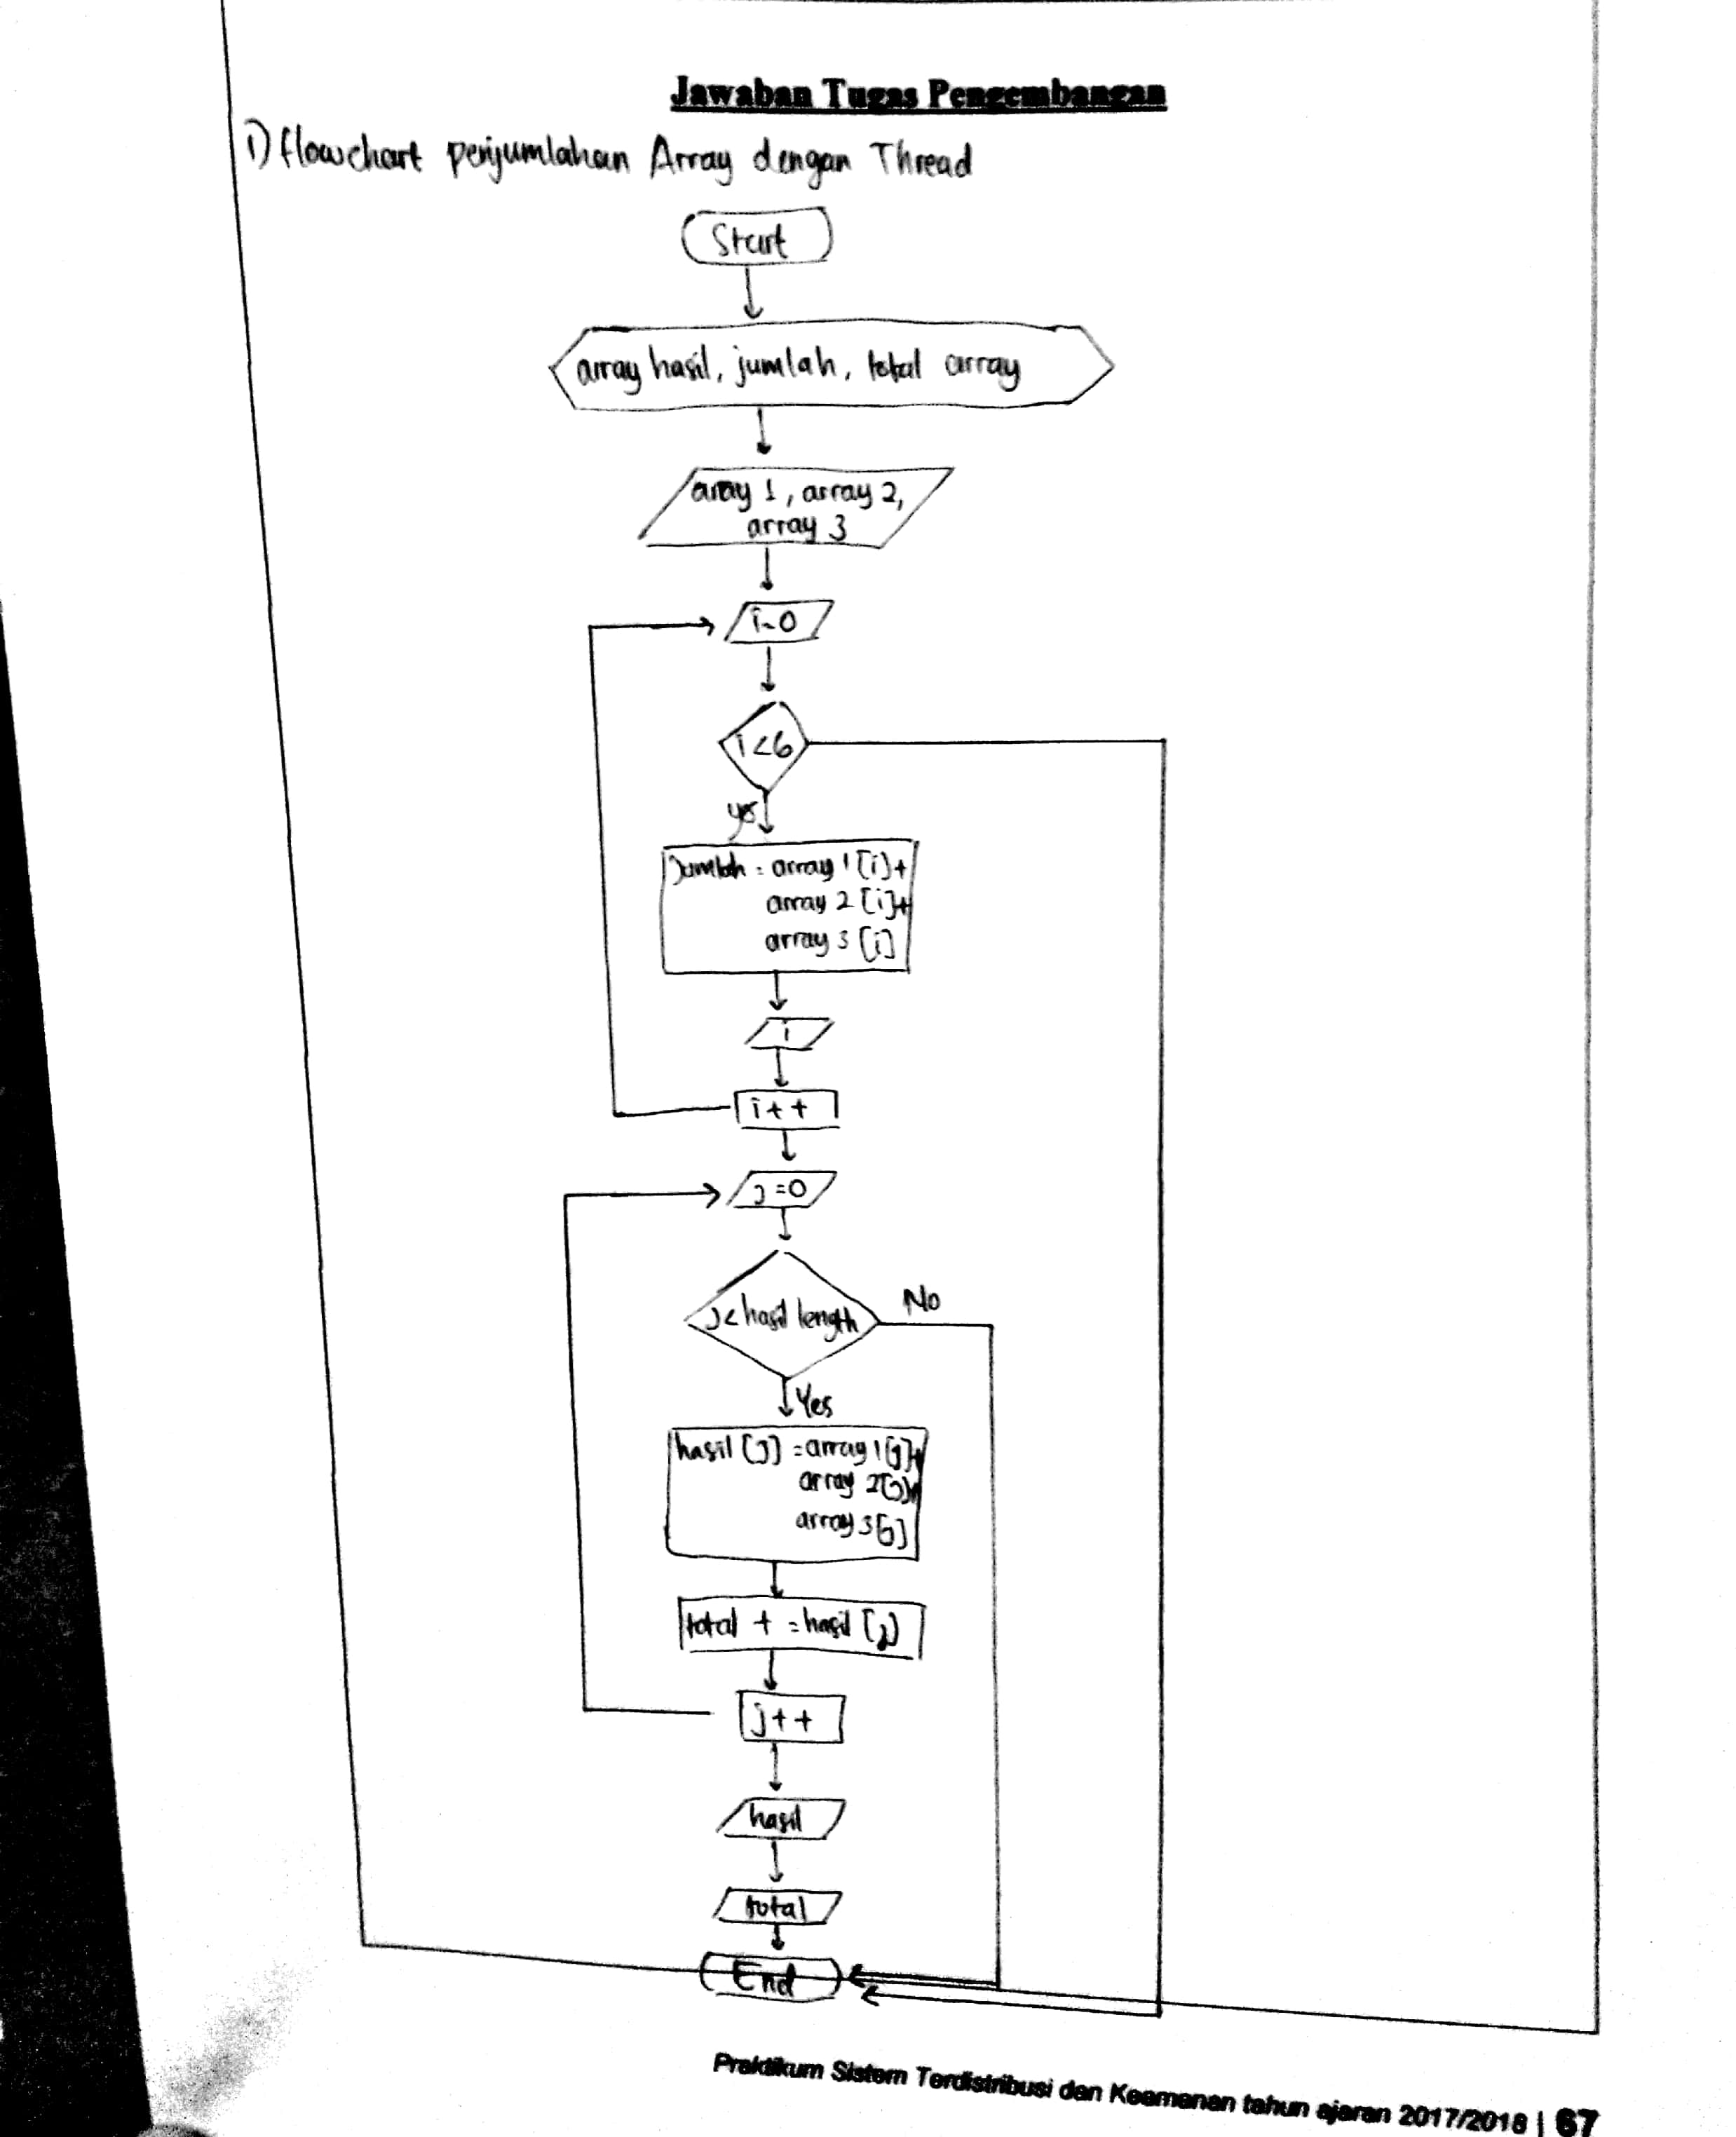 Jawaban Tugas Pengembangan
1) flowchart penjumlahan Array dengan Thread
Start
array hasil, jumlah, total array
array 1, array 2,
array 3
i=0
i<6
yes
Jumlah = array 1 [i]+
array 2 [i]+
array 3 [i]
i
i++
j=0
j< hasil length
No
Yes
hasil [j] = array 1[j]+
array 2[j]+
array 3[j]
total + = hasil [j]
j++
hasil
total
End
Praktikum Sistem Terdistribusi dan Keamanan tahun ajaran 2017/2018 | 67